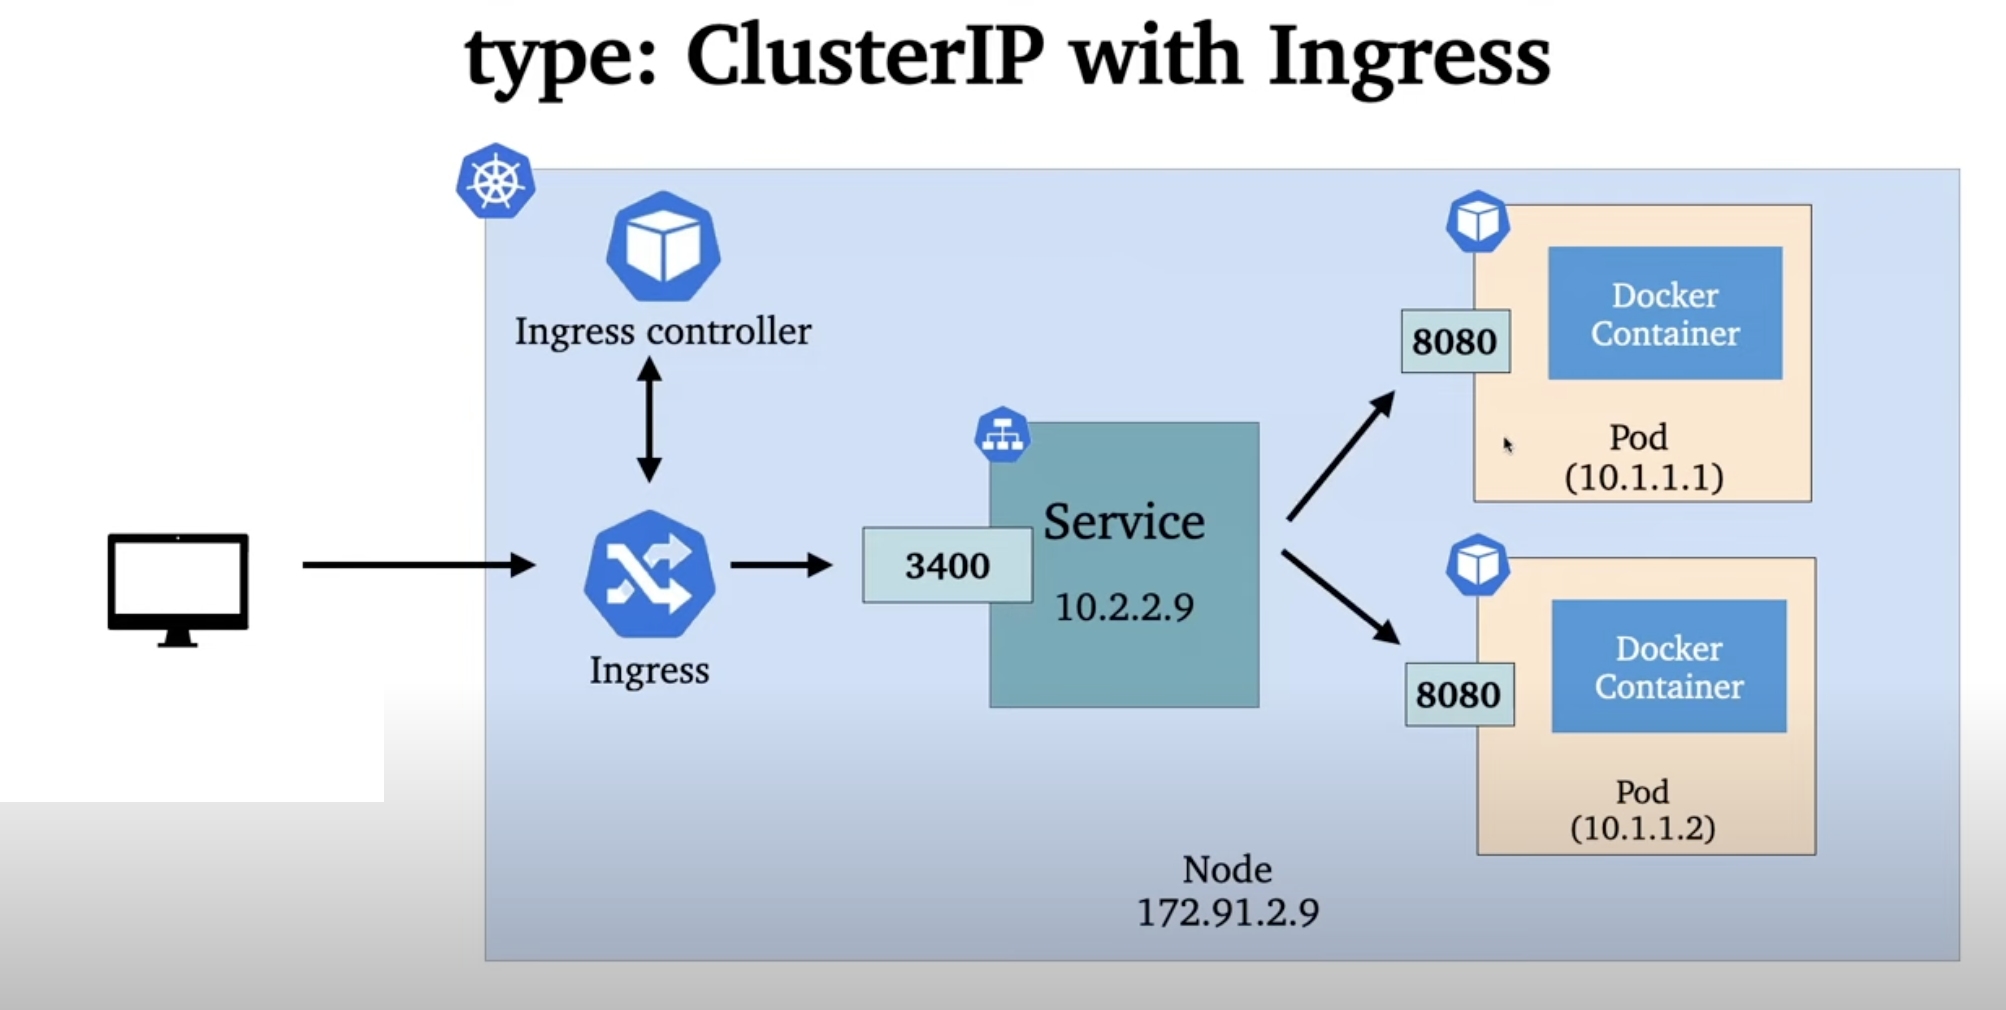 type: ClusterIP with Ingress
Ingress controller
Ingress
3400
Service
10.2.2.9
8080
Docker
Container
Pod
(10.1.1.1)
8080
Docker
Container
Pod
(10.1.1.2)
Node
172.91.2.9